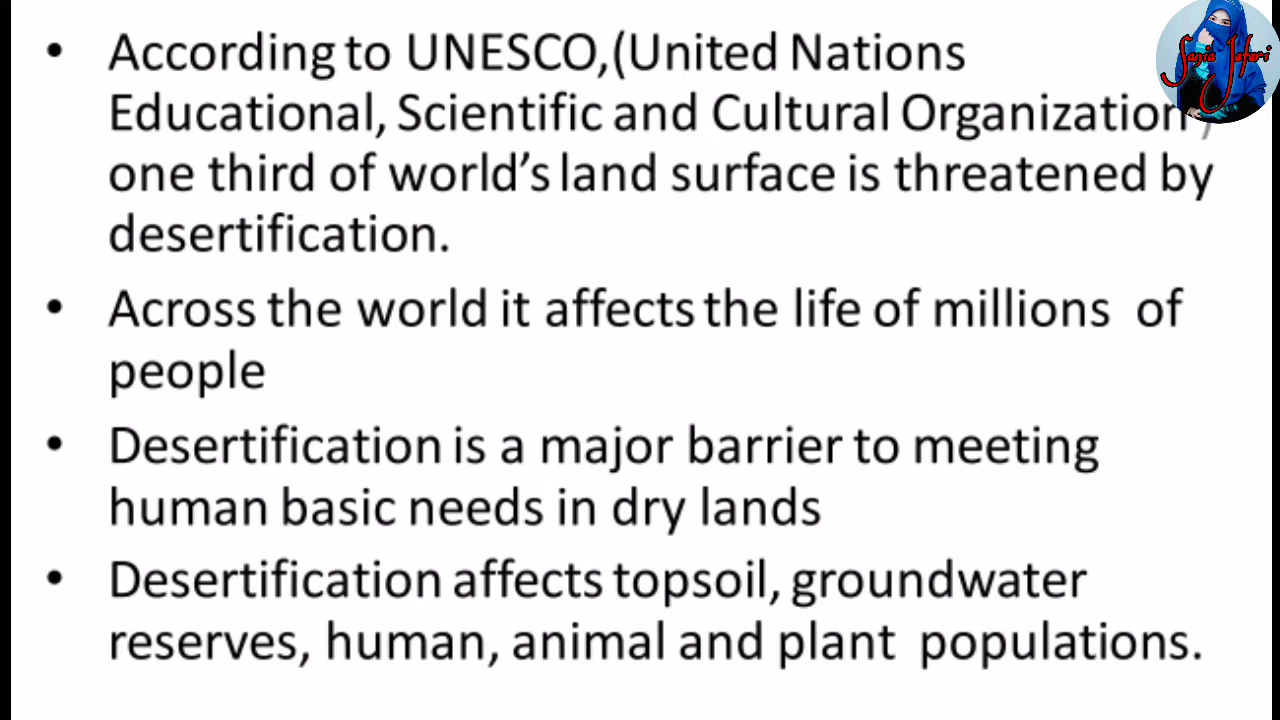 • According to UNESCO,(United Nations
Educational, Scientific and Cultural Organization)
one third of world's land surface is threatened by
desertification.
• Across the world it affects the life of millions of
people
• Desertification is a major barrier to meeting
human basic needs in dry lands
• Desertification affects topsoil, groundwater
reserves, human, animal and plant populations.
Sania Jafari